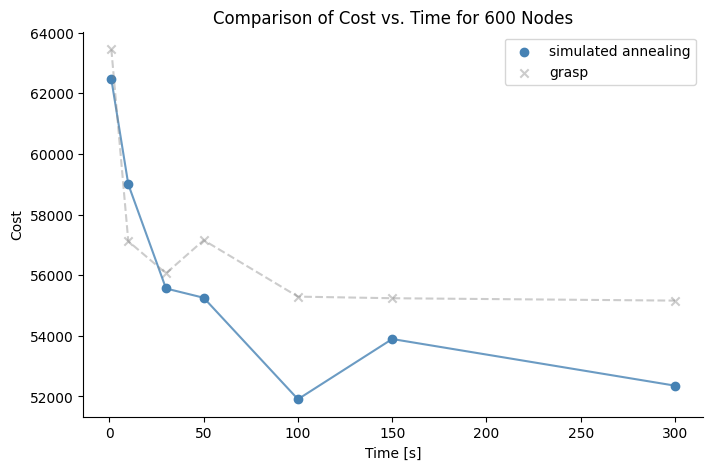 Comparison of Cost vs. Time for 600 Nodes
64000
62000
60000
58000
56000
54000
52000
Cost
simulated annealing
grasp
0 50 100 150 200 250 300
Time [s]